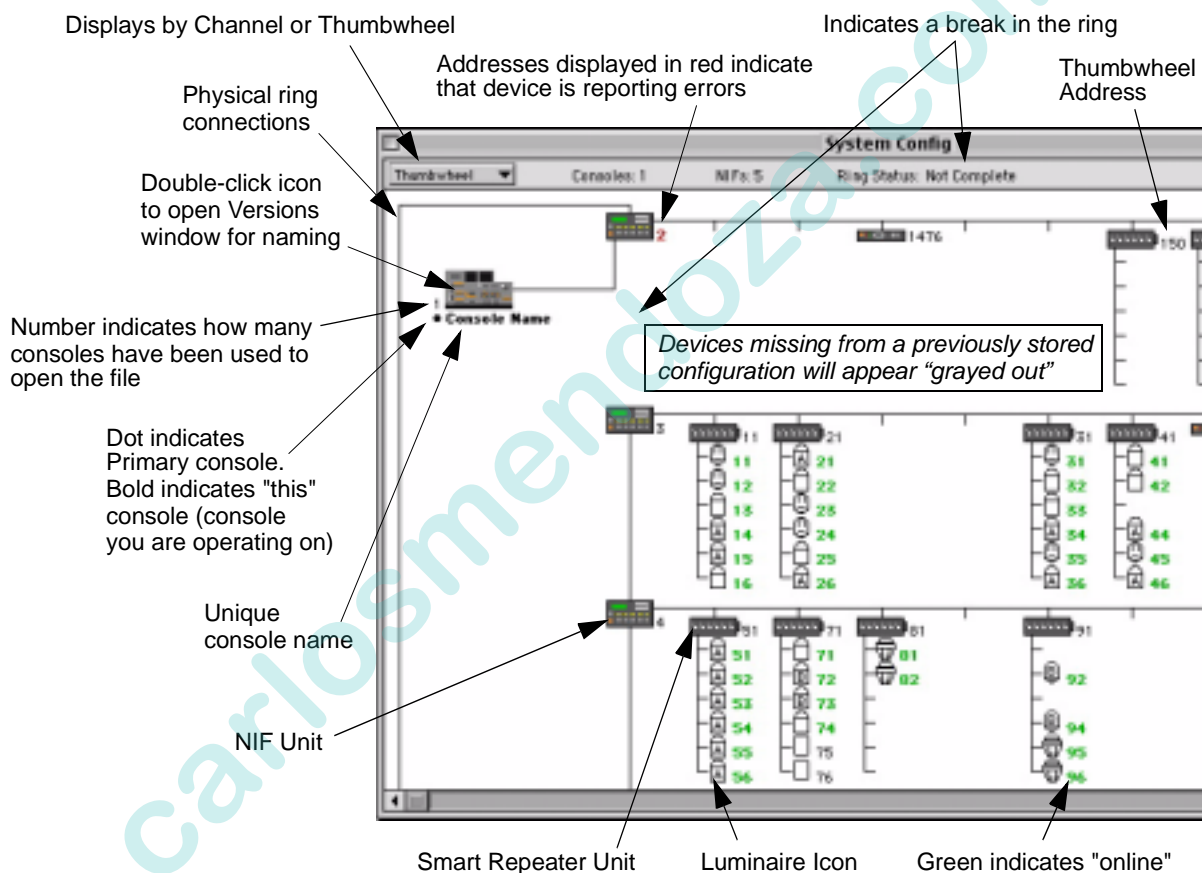 Displays by Channel or Thumbwheel
Indicates a break in the ring
Addresses displayed in red indicate
that device is reporting errors
Thumbwheel
Address
Physical ring
connections
Double-click icon
to open Versions
window for naming
Number indicates how many
consoles have been used to
open the file
Dot indicates
Primary console.
Bold indicates "this"
console (console
you are operating on)
Unique
console name
NIF Unit
System Config
Thumbwheel
Consoles: 1
NIFs: 5
Ring Status: Not Complete
2
1476
150
1
Console Name
Devices missing from a previously stored
configuration will appear “grayed out”
3
11
21
31
41
11
21
31
41
12
22
32
42
13
23
33
14
24
34
44
15
25
35
45
16
26
36
46
4
51
71
81
91
51
71
81
52
72
82
92
53
73
54
74
94
55
75
95
56
76
96
Smart Repeater Unit
Luminaire Icon
Green indicates "online"
carlosmendoza.com